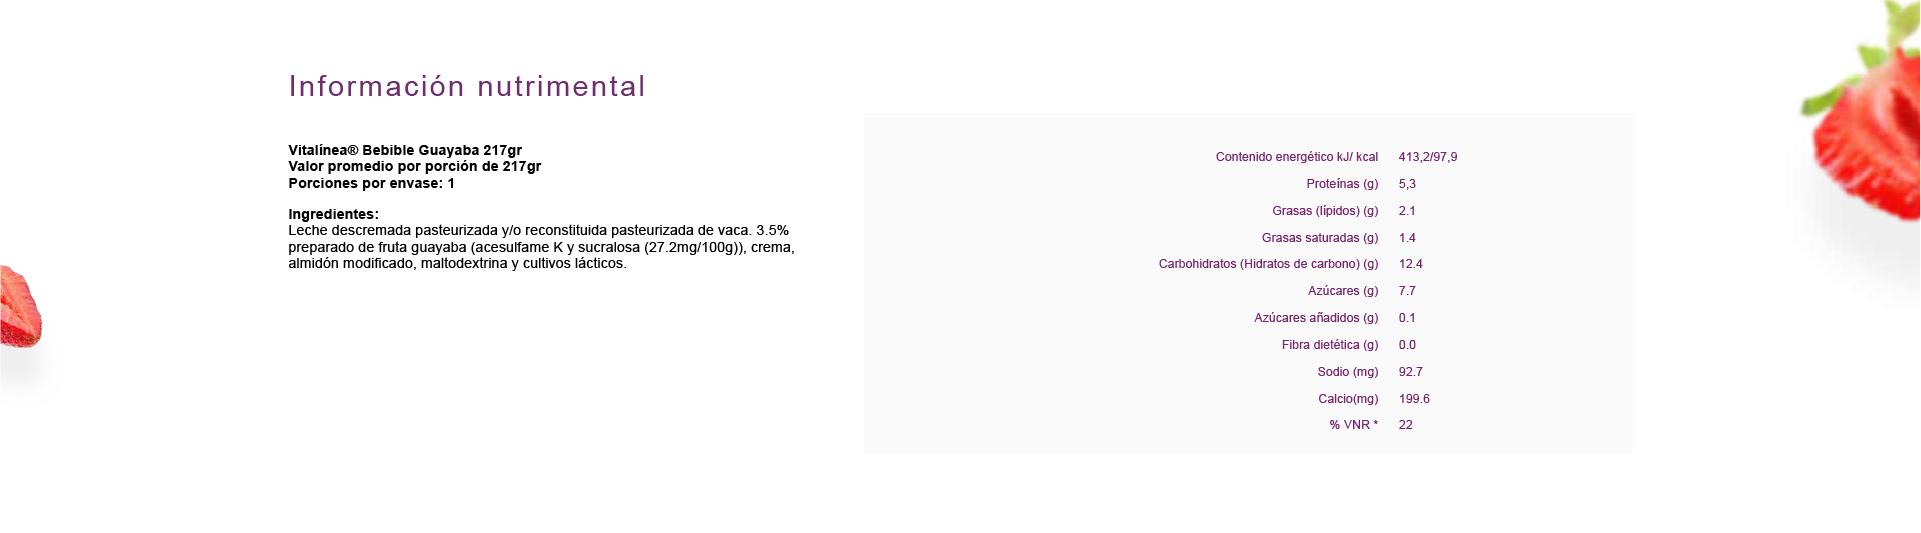 Información nutrimental
Vitalínea® Bebible Guayaba 217gr
Valor promedio por porción de 217gr
Porciones por envase: 1
Ingredientes:
Leche descremada pasteurizada y/o reconstituida pasteurizada de vaca. 3.5%
preparado de fruta guayaba (acesulfame K y sucralosa (27.2mg/100g)), crema,
almidón modificado, maltodextrina y cultivos lácticos.
Contenido energético kJ/ kcal 413,2/97,9
Proteínas (g) 5,3
Grasas (lípidos) (g) 2.1
Grasas saturadas (g) 1.4
Carbohidratos (Hidratos de carbono) (g) 12.4
Azúcares (g) 7.7
Azúcares añadidos (g) 0.1
Fibra dietética (g) 0.0
Sodio (mg) 92.7
Calcio(mg) 199.6
% VNR * 22